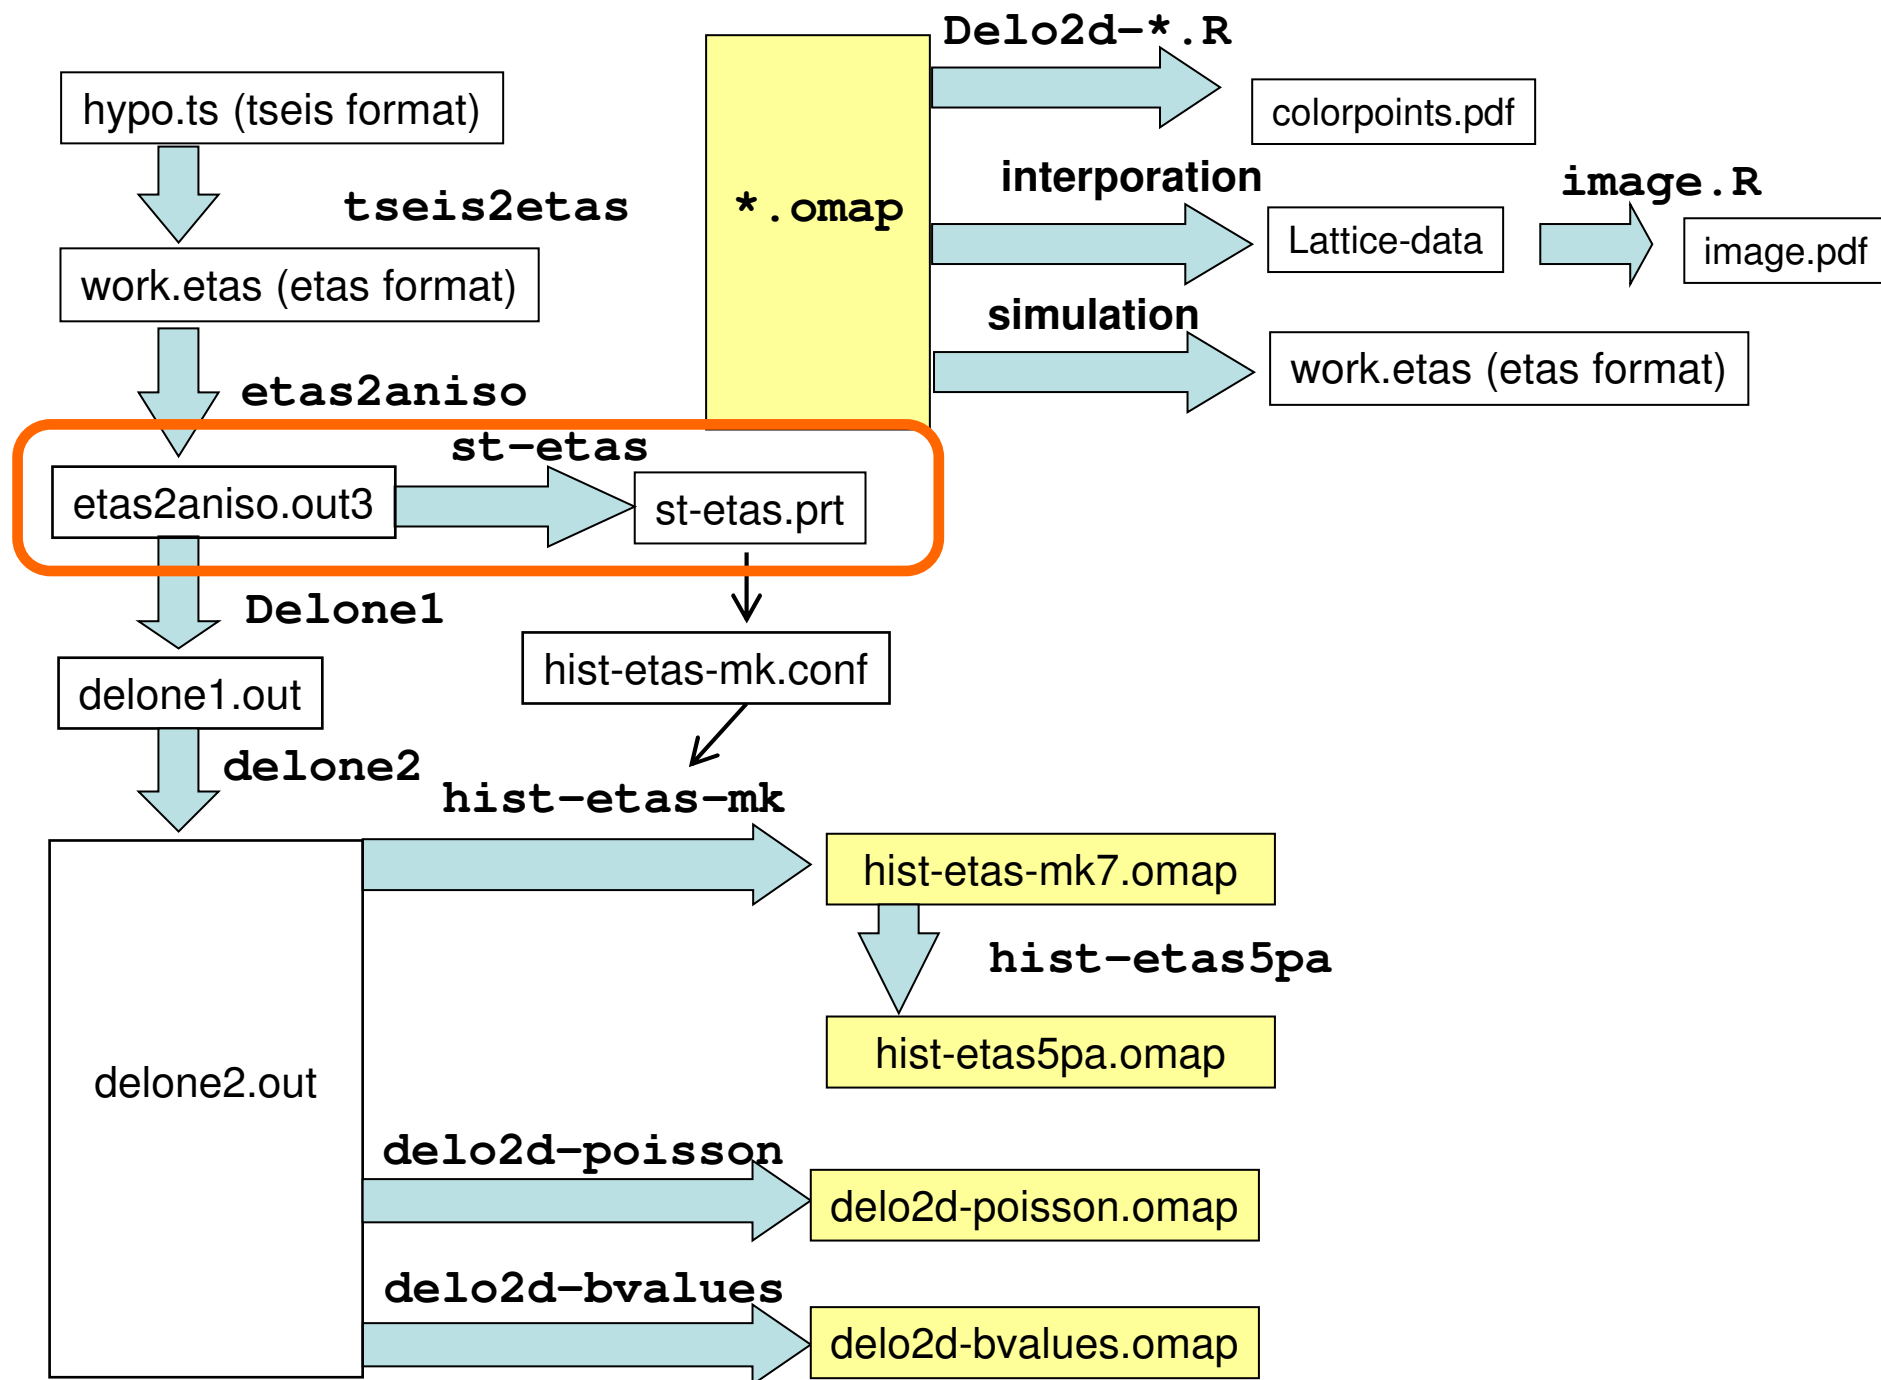 Delo2d-*.R
hypo.ts (tseis format)
colorpoints.pdf
tseis2etas
*.omap
interporation
image.R
Lattice-data
image.pdf
work.etas (etas format)
simulation
work.etas (etas format)
etas2aniso
st-etas
etas2aniso.out3
st-etas.prt
Delone1
hist-etas-mk.conf
delone1.out
delone2
hist-etas-mk
hist-etas-mk7.omap
hist-etas5pa
hist-etas5pa.omap
delone2.out
delo2d-poisson
delo2d-poisson.omap
delo2d-bvalues
delo2d-bvalues.omap